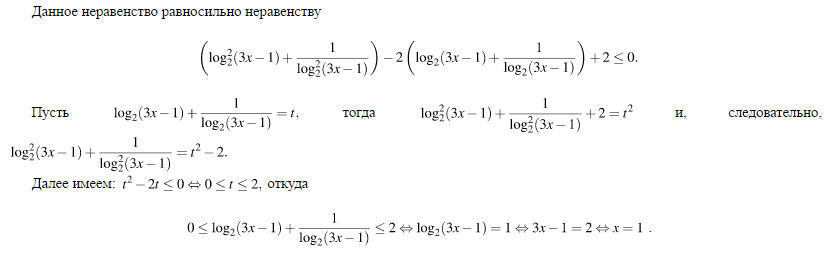 Данное неравенство равносильно неравенству
(log₂²(3x − 1) + 1/log₂²(3x − 1)) − 2(log₂(3x − 1) + 1/log₂(3x − 1)) + 2 ≤ 0.
Пусть log₂(3x − 1) + 1/log₂(3x − 1) = t, тогда log₂²(3x − 1) + 1/log₂²(3x − 1) + 2 = t² и, следовательно,
log₂²(3x − 1) + 1/log₂²(3x − 1) = t² − 2.
Далее имеем: t² − 2t ≤ 0 ⇔ 0 ≤ t ≤ 2, откуда
0 ≤ log₂(3x − 1) + 1/log₂(3x − 1) ≤ 2 ⇔ log₂(3x − 1) = 1 ⇔ 3x − 1 = 2 ⇔ x = 1 .